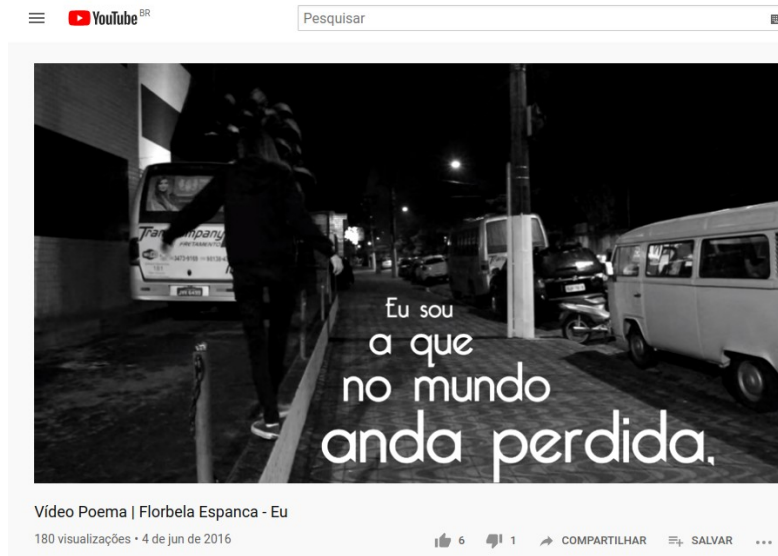 YouTube BR
Pesquisar
Eu sou
a que
no mundo
anda perdida.
Vídeo Poema | Florbela Espanca - Eu
180 visualizações • 4 de jun de 2016
6 1 COMPARTILHAR SALVAR